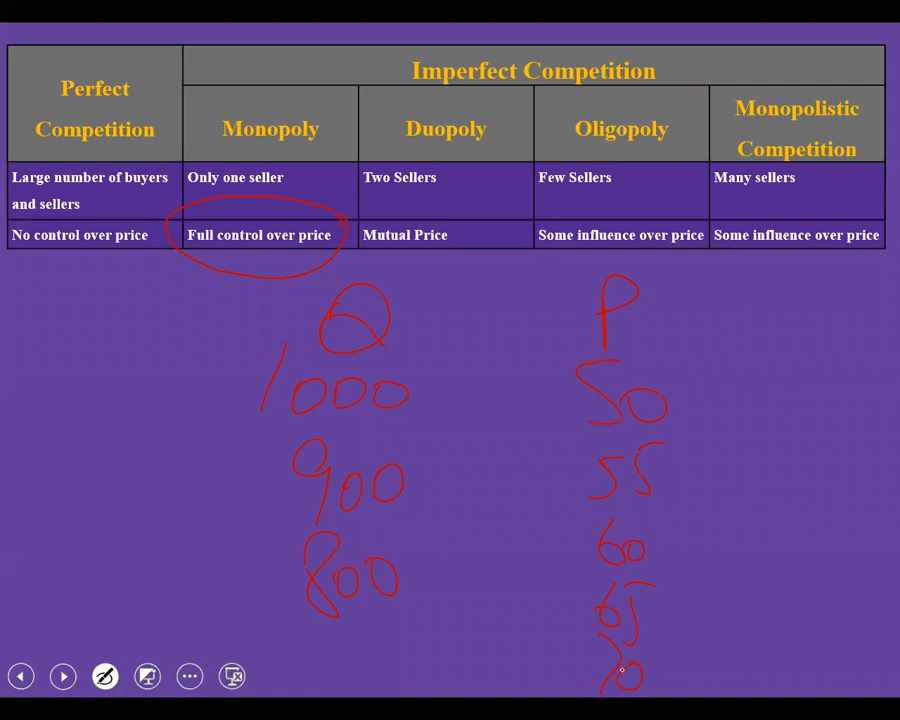 Imperfect Competition
Perfect Competition
Monopoly
Duopoly
Oligopoly
Monopolistic Competition
Large number of buyers and sellers
Only one seller
Two Sellers
Few Sellers
Many sellers
No control over price
Full control over price
Mutual Price
Some influence over price
Some influence over price
Q P
1000 50
900 55
800 60
65
70